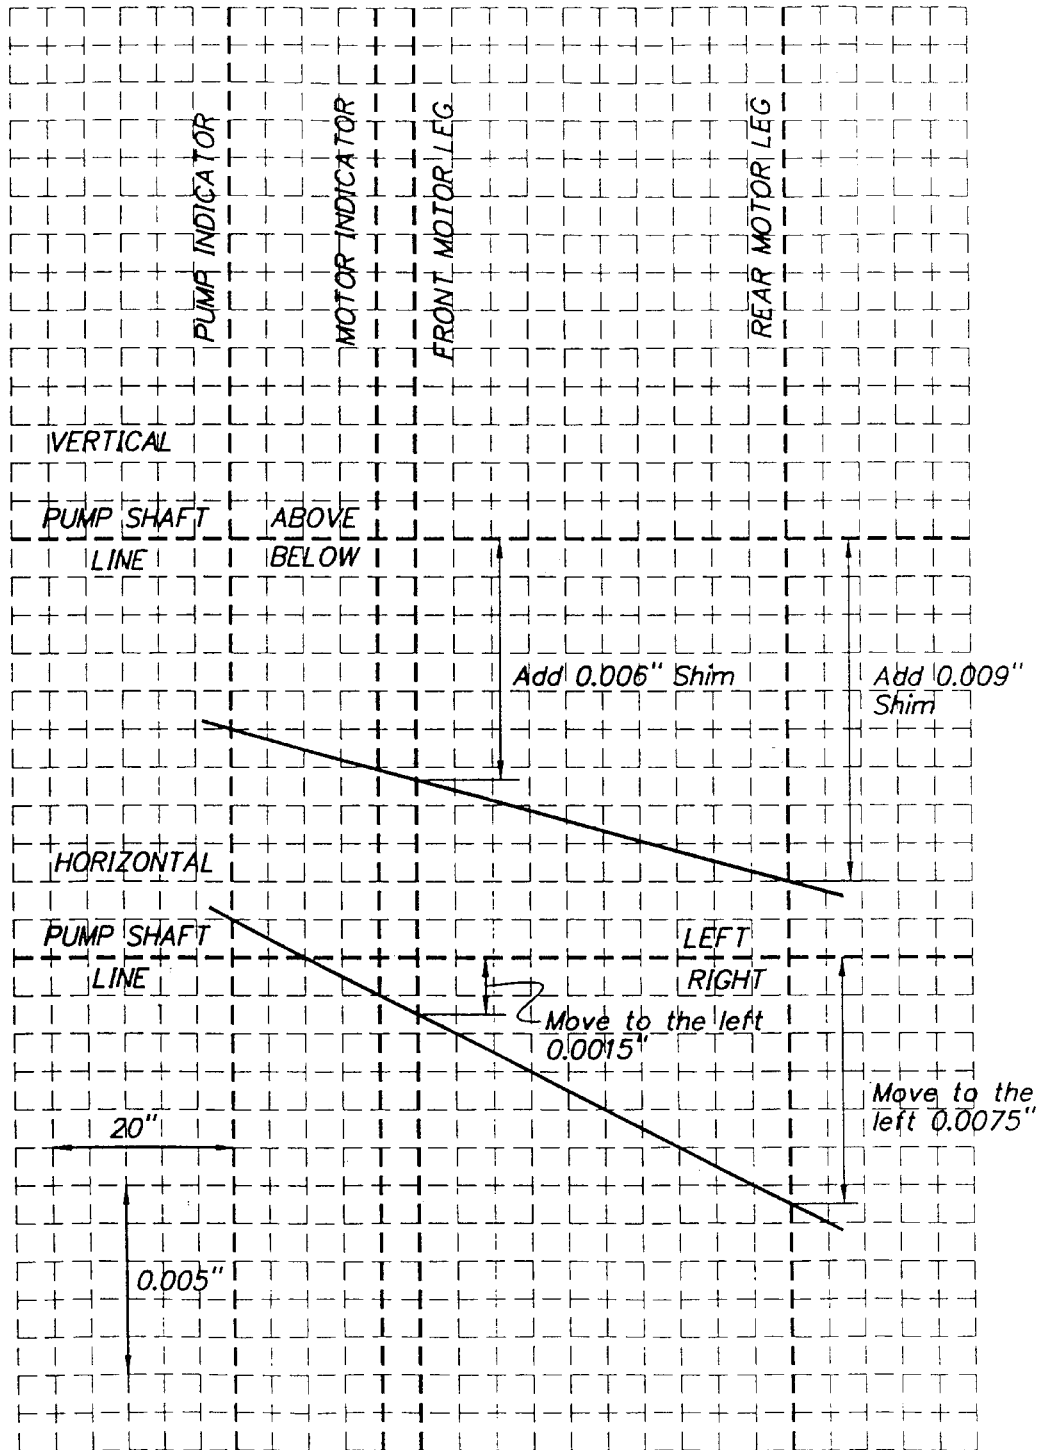 PUMP INDICATOR
MOTOR INDICATOR
FRONT MOTOR LEG
REAR MOTOR LEG
VERTICAL
PUMP SHAFT
LINE
ABOVE
BELOW
Add 0.006" Shim
Add 0.009"
Shim
HORIZONTAL
PUMP SHAFT
LINE
LEFT
RIGHT
Move to the left
0.0015"
Move to the
left 0.0075"
20"
0.005"